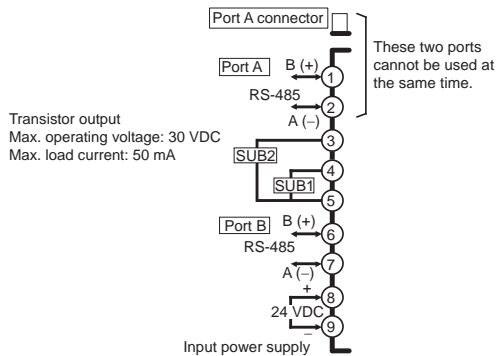 Port A connector
These two ports
cannot be used at
the same time.
Port A
B (+)
1
RS-485
2
A (−)
Transistor output
Max. operating voltage: 30 VDC
Max. load current: 50 mA
3
SUB2
4
SUB1
5
Port B
B (+)
6
RS-485
7
A (−)
+
8
24 VDC
9
−
Input power supply